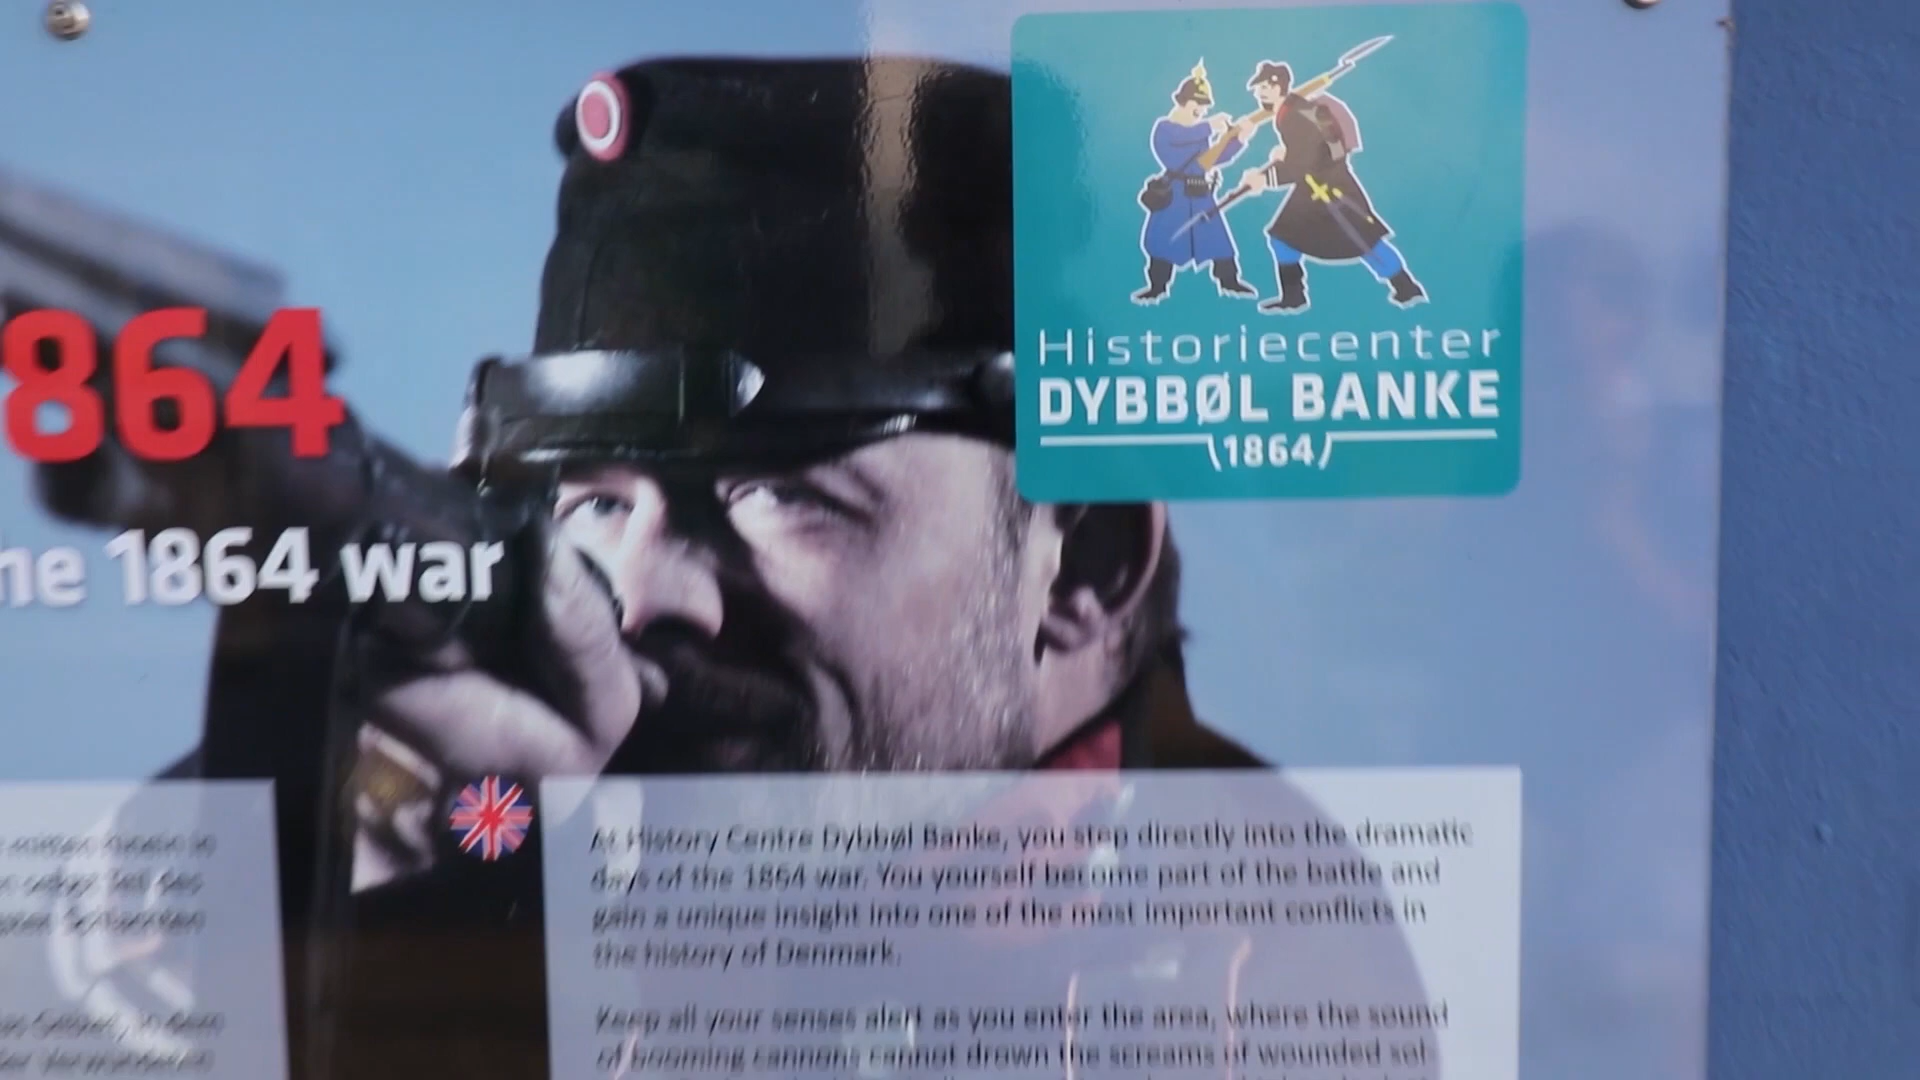 Historiecenter
DYBBØL BANKE
1864
864
he 1864 war
At History Centre Dybbøl Banke, you step directly into the dramatic
days of the 1864 war. You yourself become part of the battle and
gain a unique insight into one of the most important conflicts in
the history of Denmark.
Keep all your senses alert as you enter the area, where the sound
of booming cannons cannot drown the screams of wounded sol-